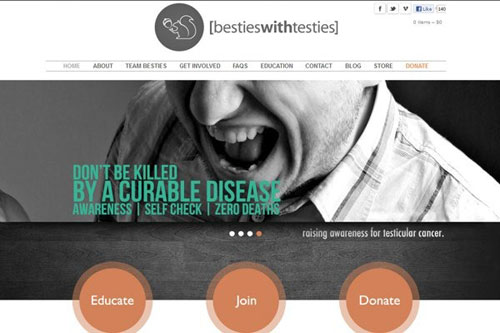 Like 140
0 items - $0
[bestieswithtesties]
HOME ABOUT TEAM BESTIES GET INVOLVED FAQS EDUCATION CONTACT BLOG STORE DONATE
DON'T BE KILLED
BY A CURABLE DISEASE
AWARENESS | SELF CHECK | ZERO DEATHS
raising awareness for testicular cancer.
Educate Join Donate